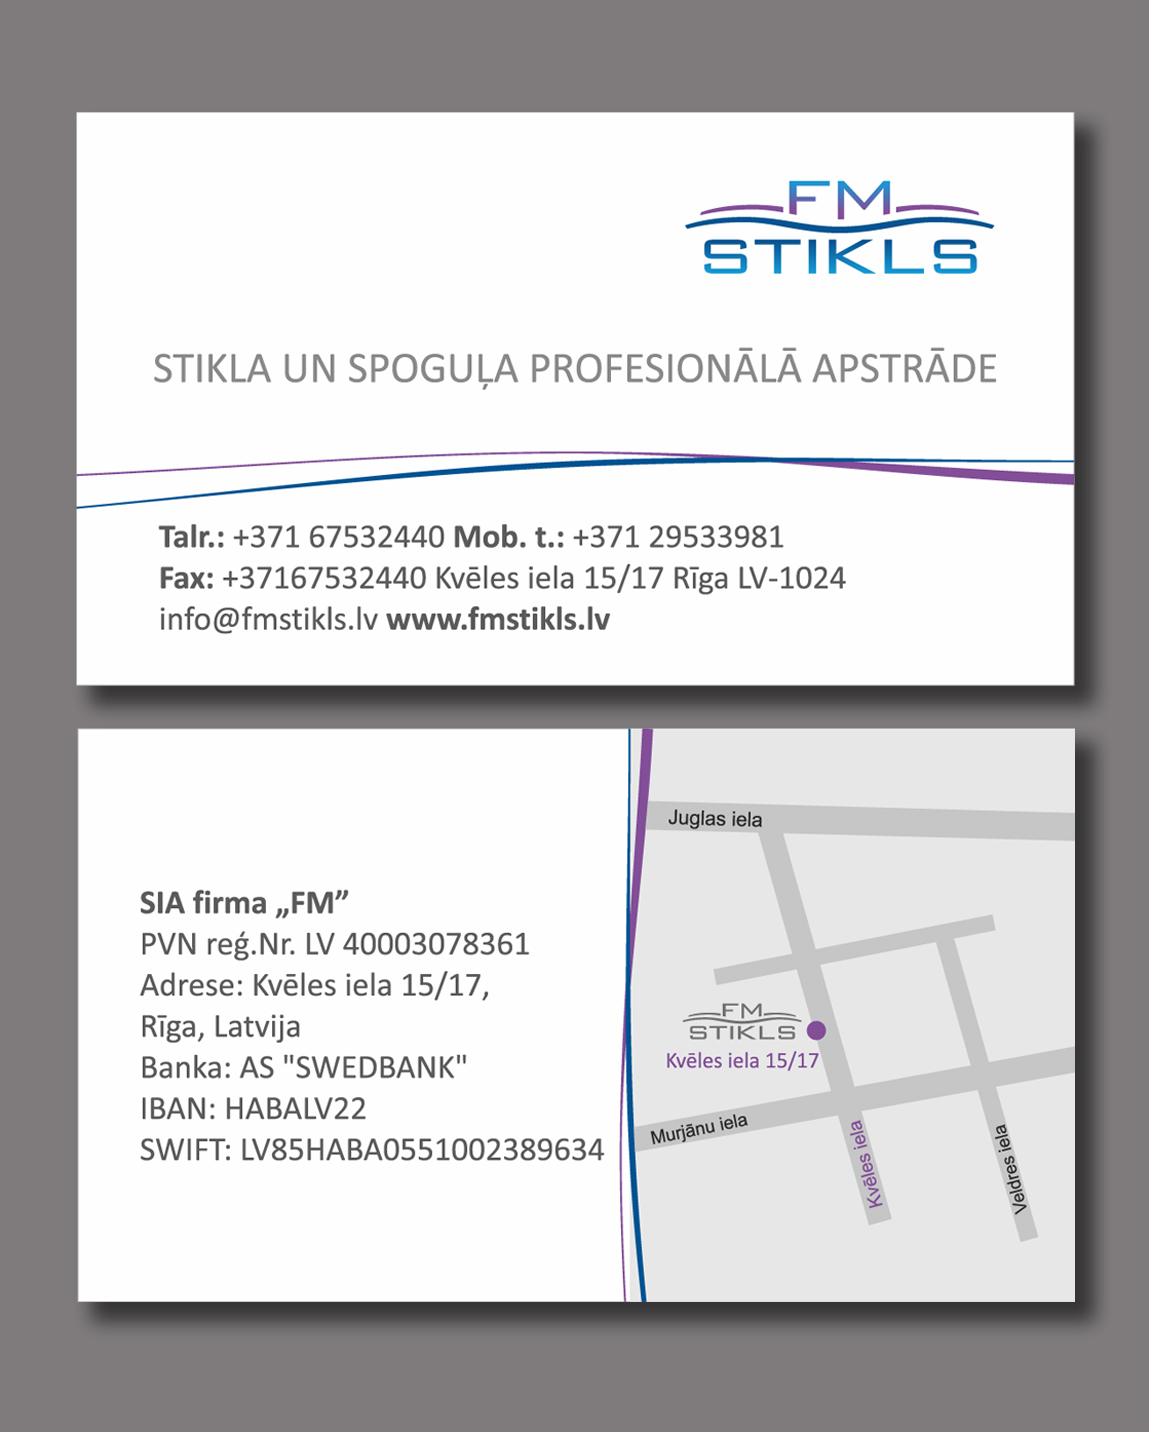 FM
STIKLS
STIKLA UN SPOGUĻA PROFESIONĀLĀ APSTRĀDE
Talr.: +371 67532440 Mob. t.: +371 29533981
Fax: +37167532440 Kvēles iela 15/17 Rīga LV-1024
info@fmstikls.lv www.fmstikls.lv
SIA firma „FM”
PVN reģ.Nr. LV 40003078361
Adrese: Kvēles iela 15/17,
Rīga, Latvija
Banka: AS "SWEDBANK"
IBAN: HABALV22
SWIFT: LV85HABA0551002389634
Juglas iela
FM
STIKLS
Kvēles iela 15/17
Murjānu iela
Kvēles iela
Veldres iela